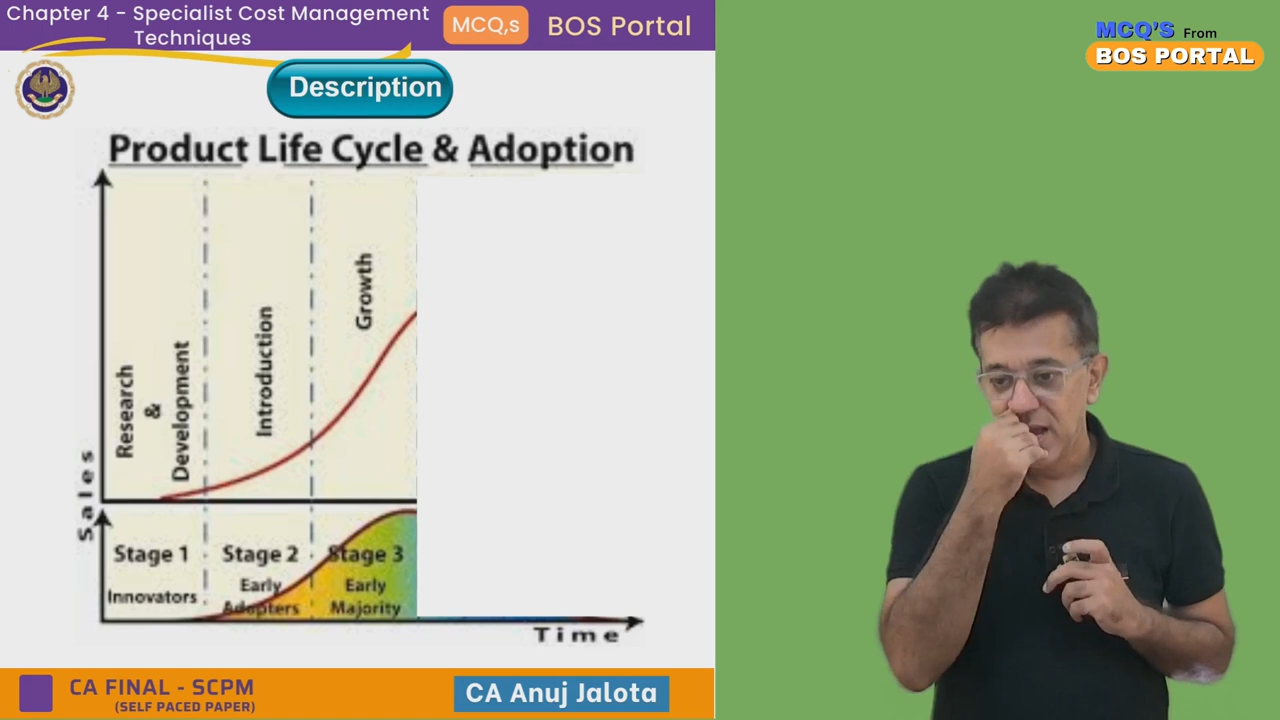 Chapter 4 - Specialist Cost Management
Techniques
MCQ,s
BOS Portal
MCQ'S From
BOS PORTAL
Description
Product Life Cycle & Adoption
Research
&
Development
Introduction
Growth
Sales
Stage 1
Innovators
Stage 2
Early
Adopters
Stage 3
Early
Majority
Time
CA FINAL - SCPM
(SELF PACED PAPER)
CA Anuj Jalota